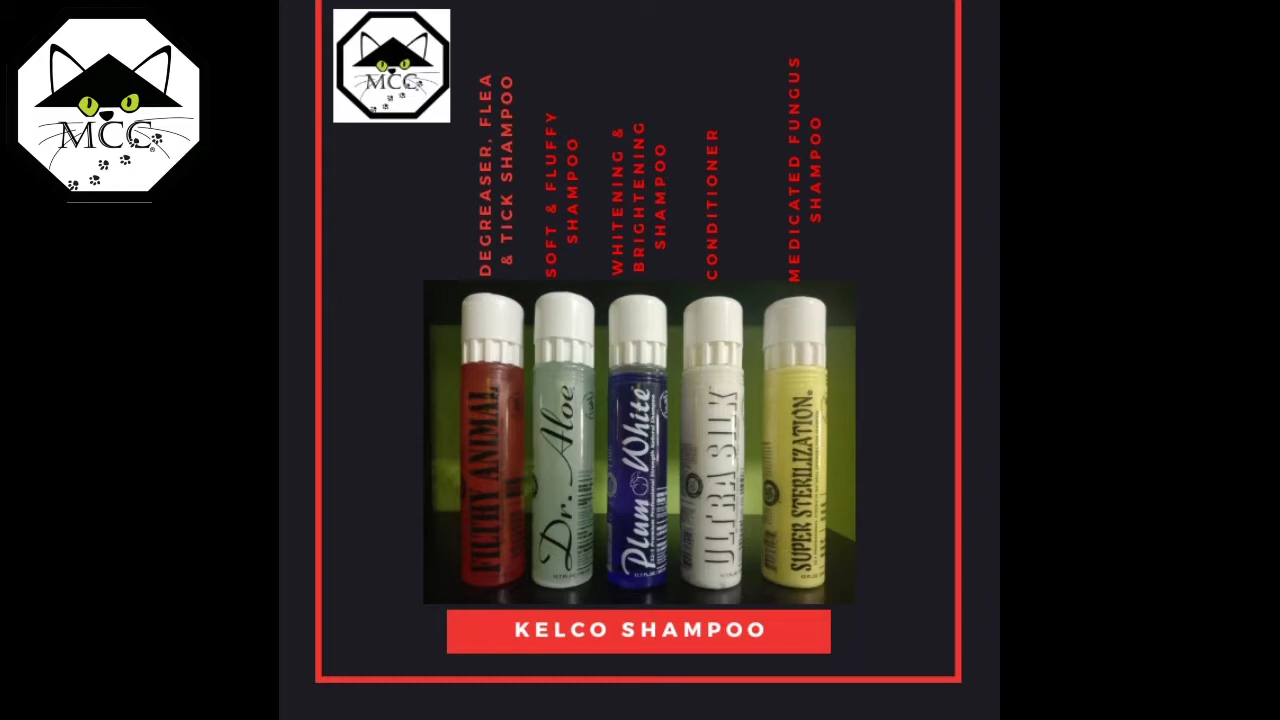 MCC
MCC
DEGREASER, FLEA
& TICK SHAMPOO
SOFT & FLUFFY
SHAMPOO
WHITENING &
BRIGHTENING
SHAMPOO
CONDITIONER
MEDICATED FUNGUS
SHAMPOO
FILTHY ANIMAL
Dr. Aloe
Plum White
ULTRA SILK
SUPER STERILIZATION
KELCO SHAMPOO